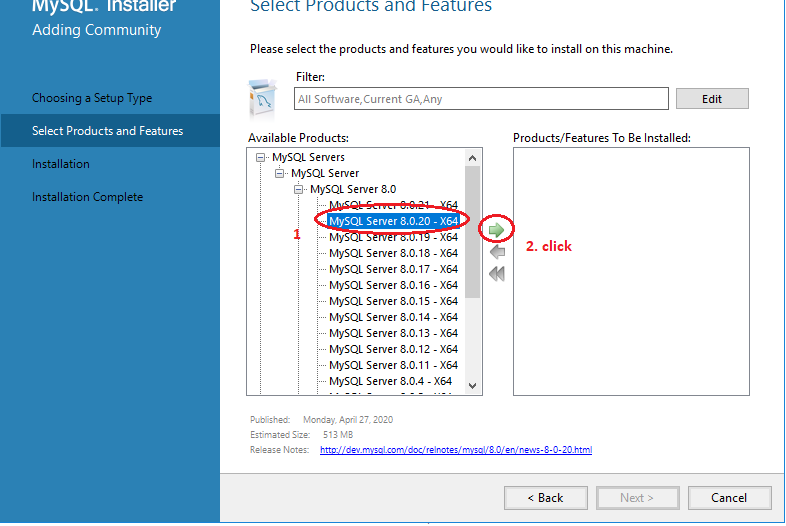 MySQL. Installer
Adding Community
Choosing a Setup Type
Select Products and Features
Installation
Installation Complete
Select Products and Features
Please select the products and features you would like to install on this machine.
Filter:
All Software,Current GA,Any
Edit
Available Products:
MySQL Servers
MySQL Server
MySQL Server 8.0
MySQL Server 8.0.21 - X64
MySQL Server 8.0.20 - X64
MySQL Server 8.0.19 - X64
MySQL Server 8.0.18 - X64
MySQL Server 8.0.17 - X64
MySQL Server 8.0.16 - X64
MySQL Server 8.0.15 - X64
MySQL Server 8.0.14 - X64
MySQL Server 8.0.13 - X64
MySQL Server 8.0.12 - X64
MySQL Server 8.0.11 - X64
MySQL Server 8.0.4 - X64
1
2. click
Products/Features To Be Installed:
Published: Monday, April 27, 2020
Estimated Size: 513 MB
Release Notes: http://dev.mysql.com/doc/relnotes/mysql/8.0/en/news-8-0-20.html
< Back
Next >
Cancel